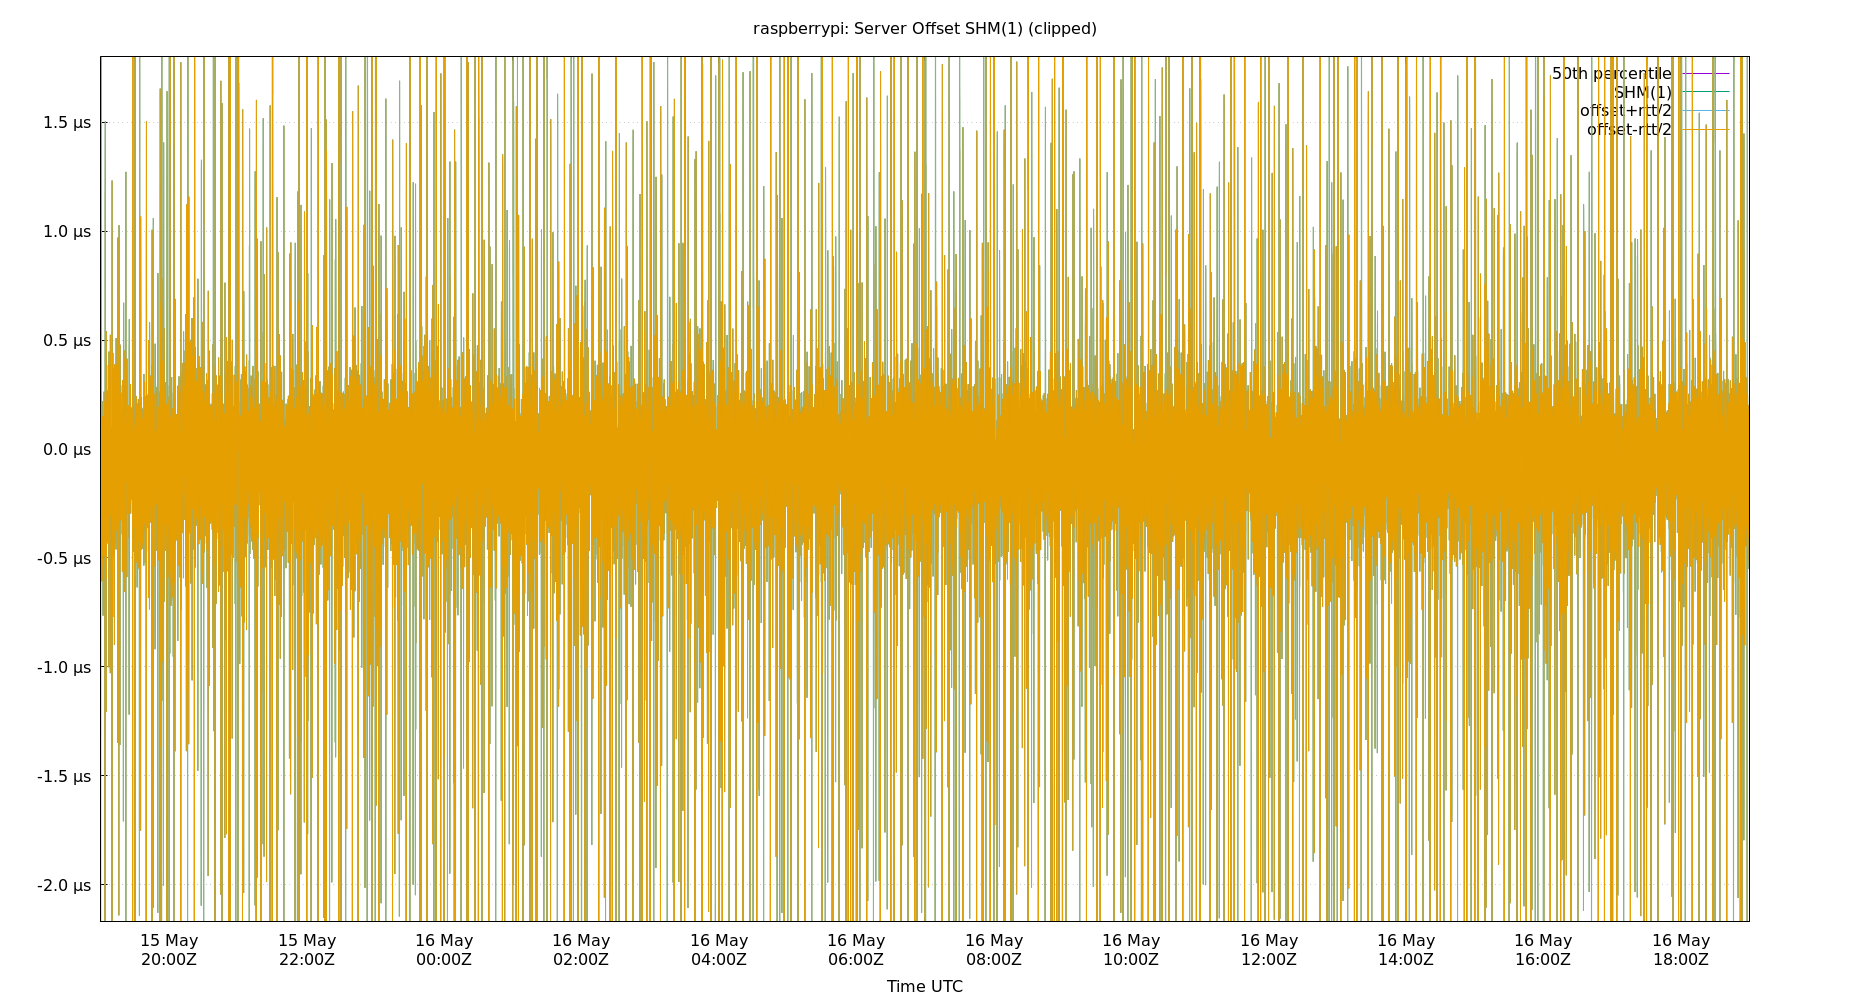 raspberrypi: Server Offset SHM(1) (clipped)
50th percentile
SHM(1)
offset+rtt/2
offset-rtt/2
1.5 µs
1.0 µs
0.5 µs
0.0 µs
-0.5 µs
-1.0 µs
-1.5 µs
-2.0 µs
15 May 15 May 16 May 16 May 16 May 16 May 16 May 16 May 16 May 16 May 16 May 16 May
20:00Z 22:00Z 00:00Z 02:00Z 04:00Z 06:00Z 08:00Z 10:00Z 12:00Z 14:00Z 16:00Z 18:00Z
Time UTC